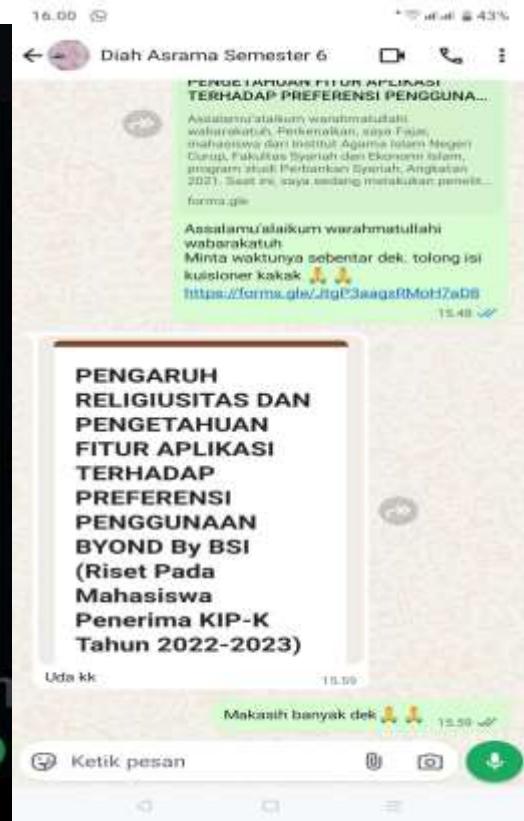 16.00
43%
Diah Asrama Semester 6
PENGETAHUAN FITUR APLIKASI
TERHADAP PREFERENSI PENGGUNA...
Assalamu'alaikum warahmatullahi
wabarakatuh, Perkenalkan, saya Fajar,
mahasiswa dari Institut Agama Islam Negeri
Curup, Fakultas Syariah dan Ekonomi Islam,
program studi Perbankan Syariah, Angkatan
2021. Saat ini, saya sedang melakukan penelit...
forms.gle
Assalamu'alaikum warahmatullahi
wabarakatuh
Minta waktunya sebentar dek. tolong isi
kuisioner kakak 🙏 🙏
15.48
PENGARUH
RELIGIUSITAS DAN
PENGETAHUAN
FITUR APLIKASI
TERHADAP
PREFERENSI
PENGGUNAAN
BYOND By BSI
(Riset Pada
Mahasiswa
Penerima KIP-K
Tahun 2022-2023)
Uda kk
15.59
Makasih banyak dek 🙏 🙏
15.59
Ketik pesan